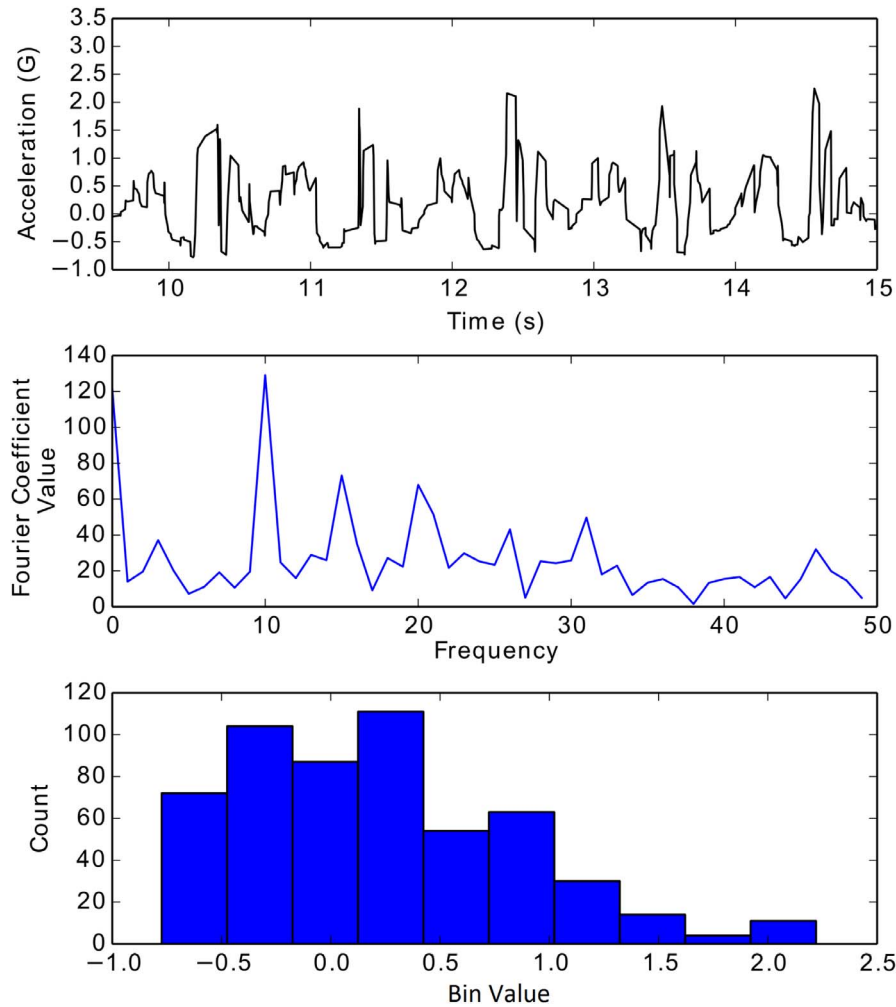 3.5
3.0
2.5
2.0
1.5
1.0
0.5
0.0
−0.5
−1.0
Acceleration (G)
10 11 12 13 14 15
Time (s)
140
120
100
80
60
40
20
0
Fourier Coefficient
Value
0 10 20 30 40 50
Frequency
120
100
80
60
40
20
0
Count
−1.0 −0.5 0.0 0.5 1.0 1.5 2.0 2.5
Bin Value